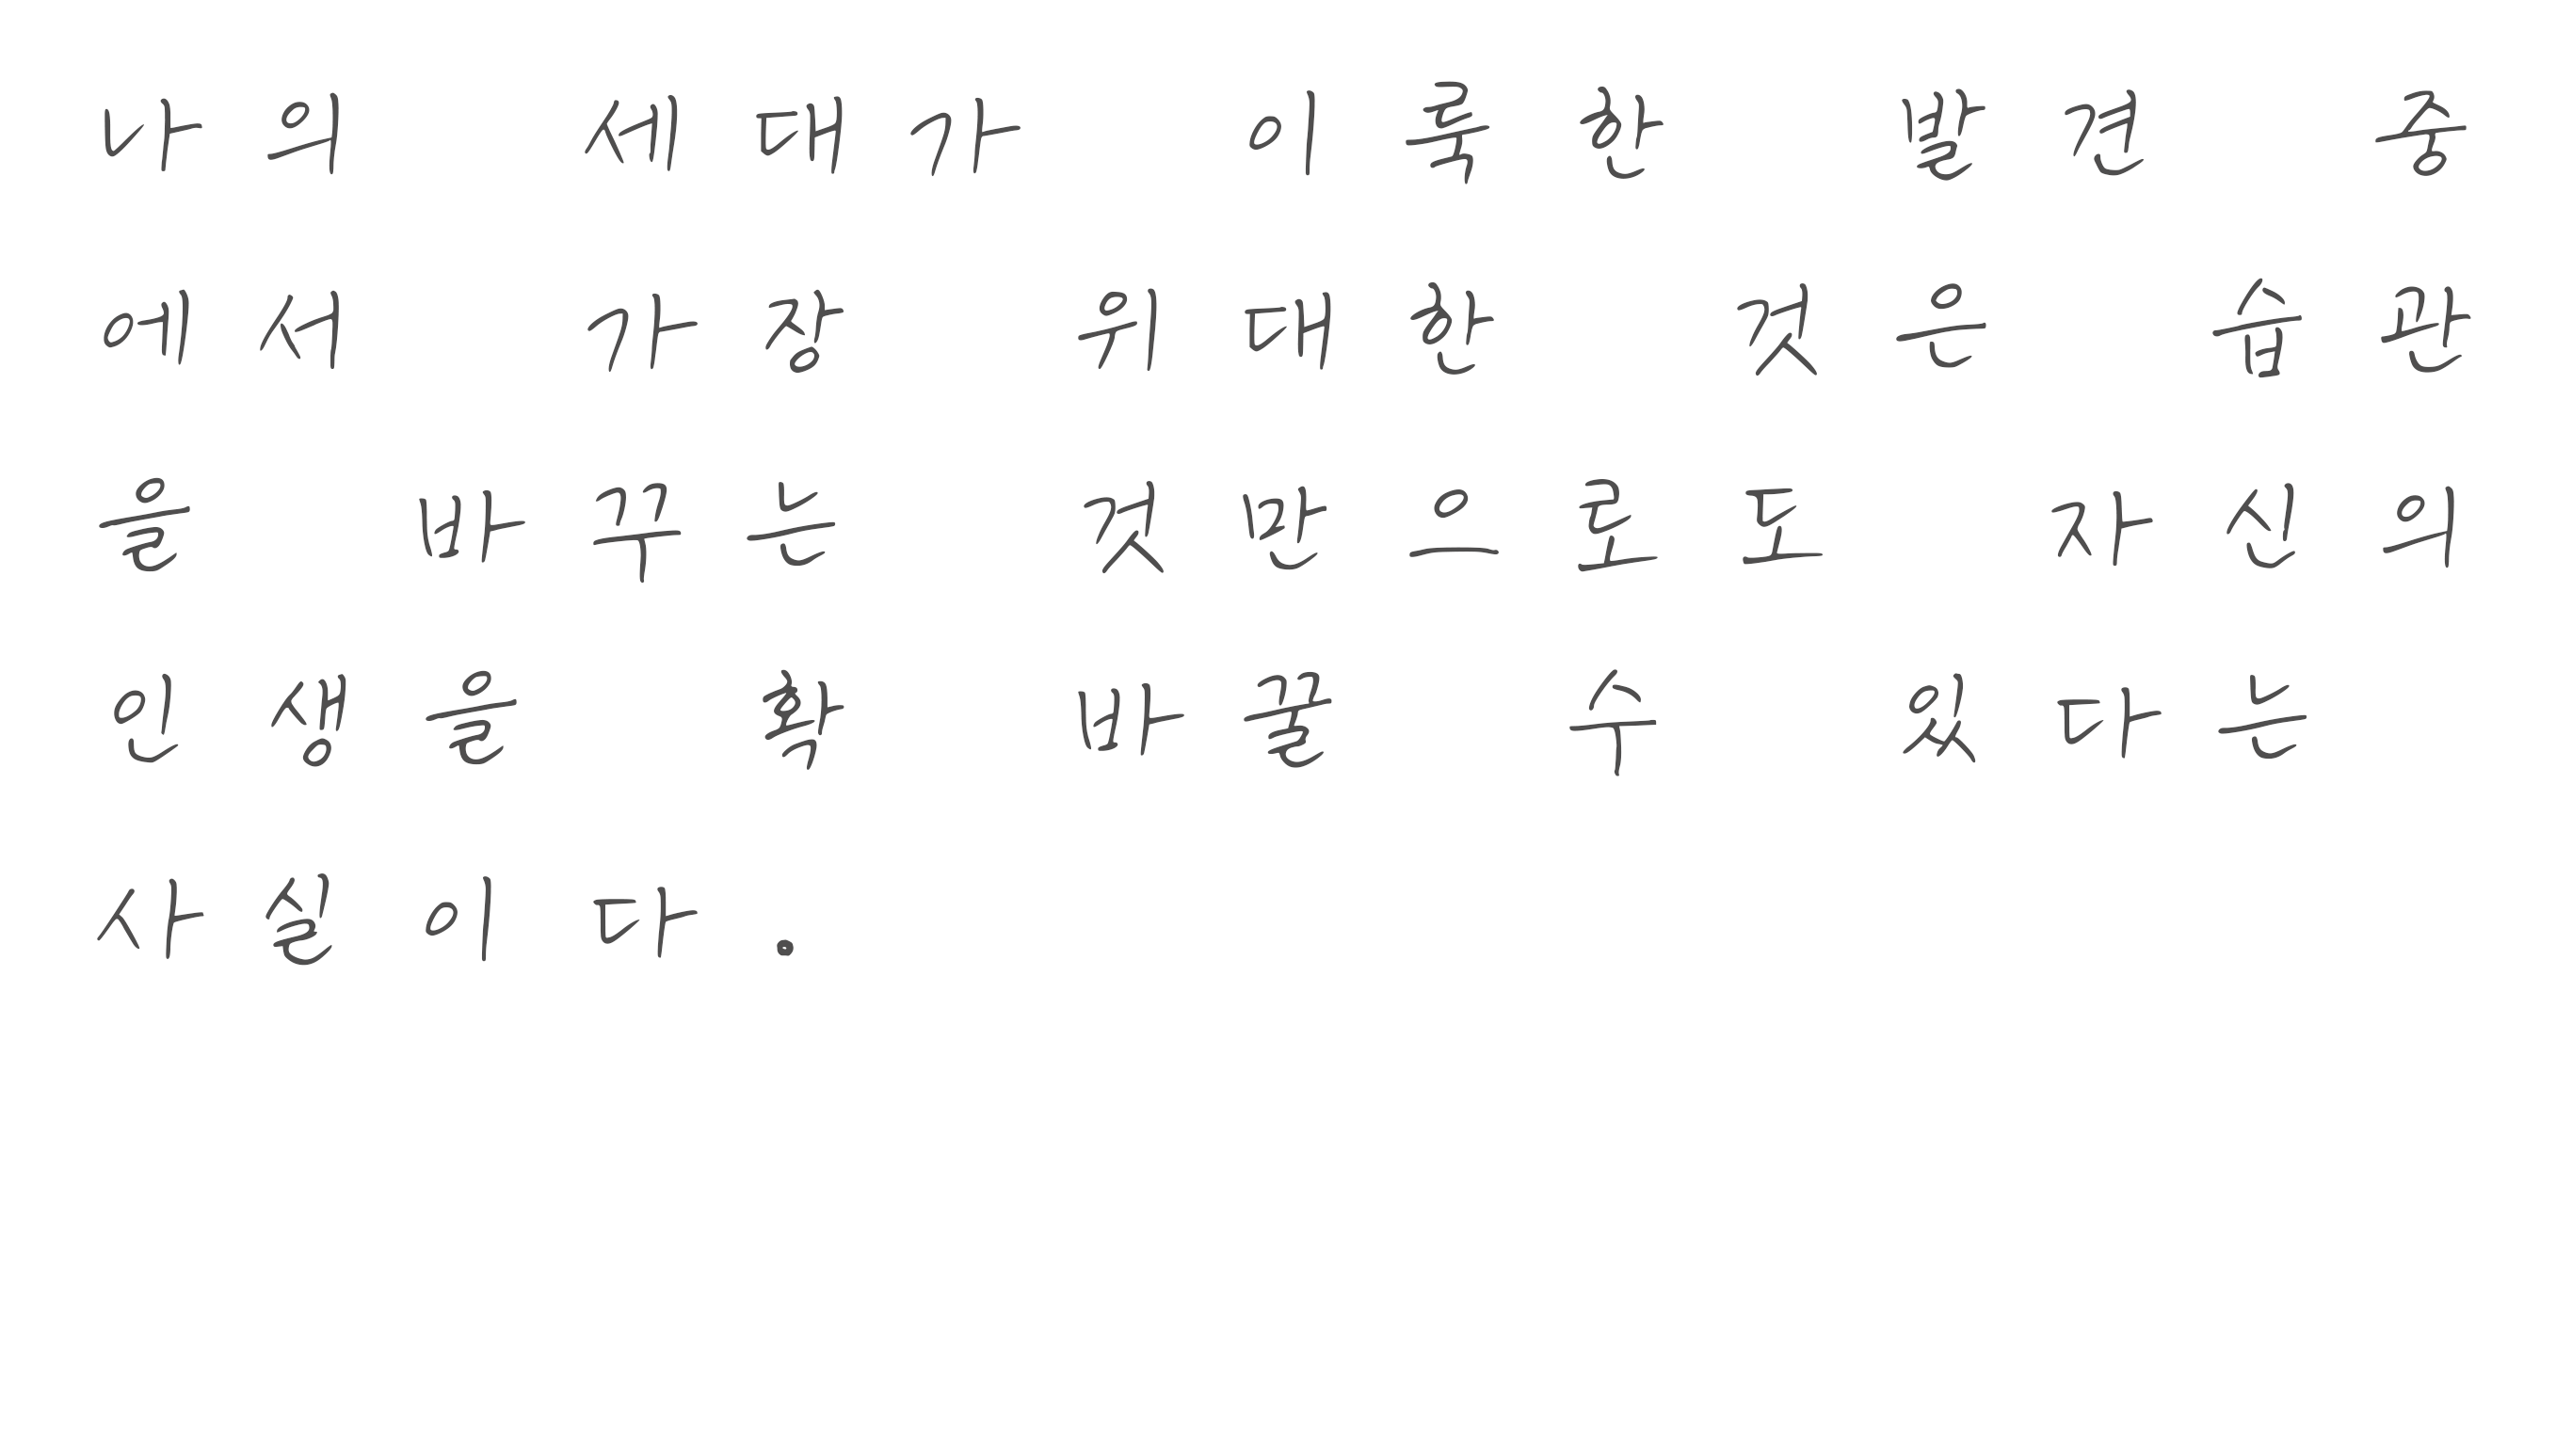 나의 세대가 이룩한 발견 중
에서 가장 위대한 것은 습관
을 바꾸는 것만으로도 자신의
인생을 확 바꿀 수 있다는
사실이다.